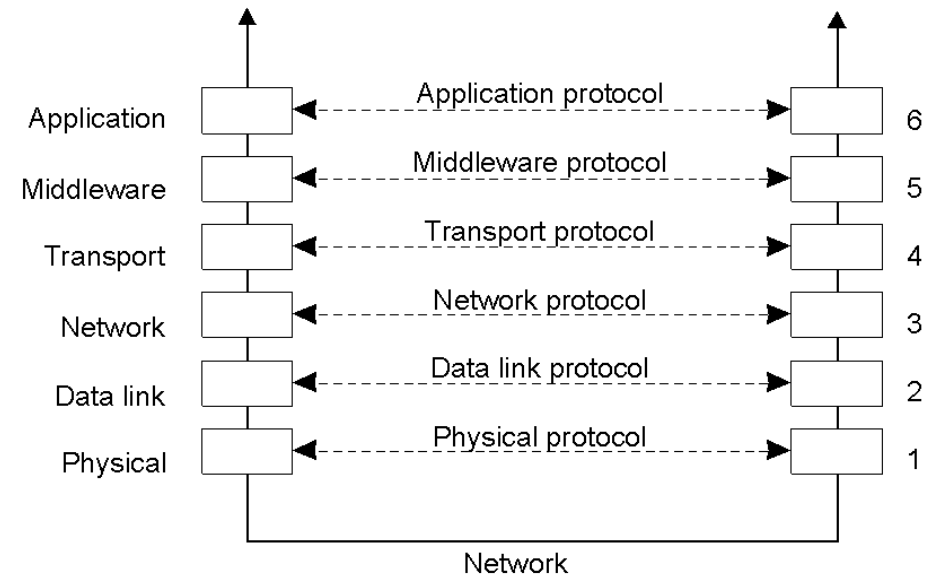 Application protocol
Application
6
Middleware protocol
Middleware
5
Transport protocol
Transport
4
Network protocol
Network
3
Data link protocol
Data link
2
Physical protocol
Physical
1
Network